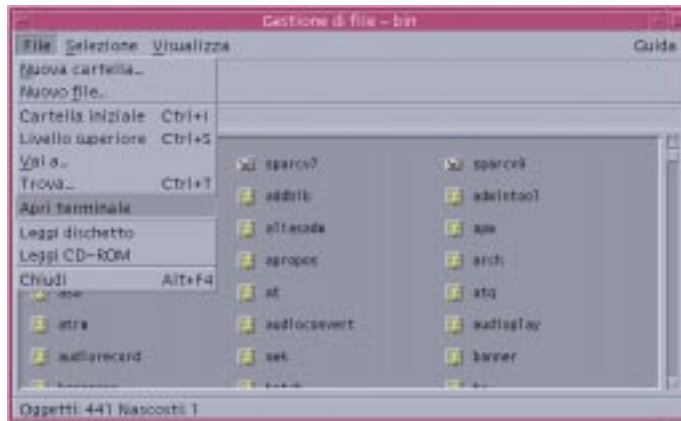 Gestione di file – bin
File Selezione Visualizza Guida
Nuova cartella...
Nuovo file...
Cartella iniziale Ctrl+I
Livello superiore Ctrl+S
Vai a...
Trova... Ctrl+T
Apri terminale
Leggi dischetto
Leggi CD-ROM
Chiudi Alt+F4
sparcv7 sparcv9
addbib admintool
aliasadm
apropos arch
at atq
atrm audioconvert audioplay
audiorecord awk banner
Oggetti: 441 Nascosti: 1